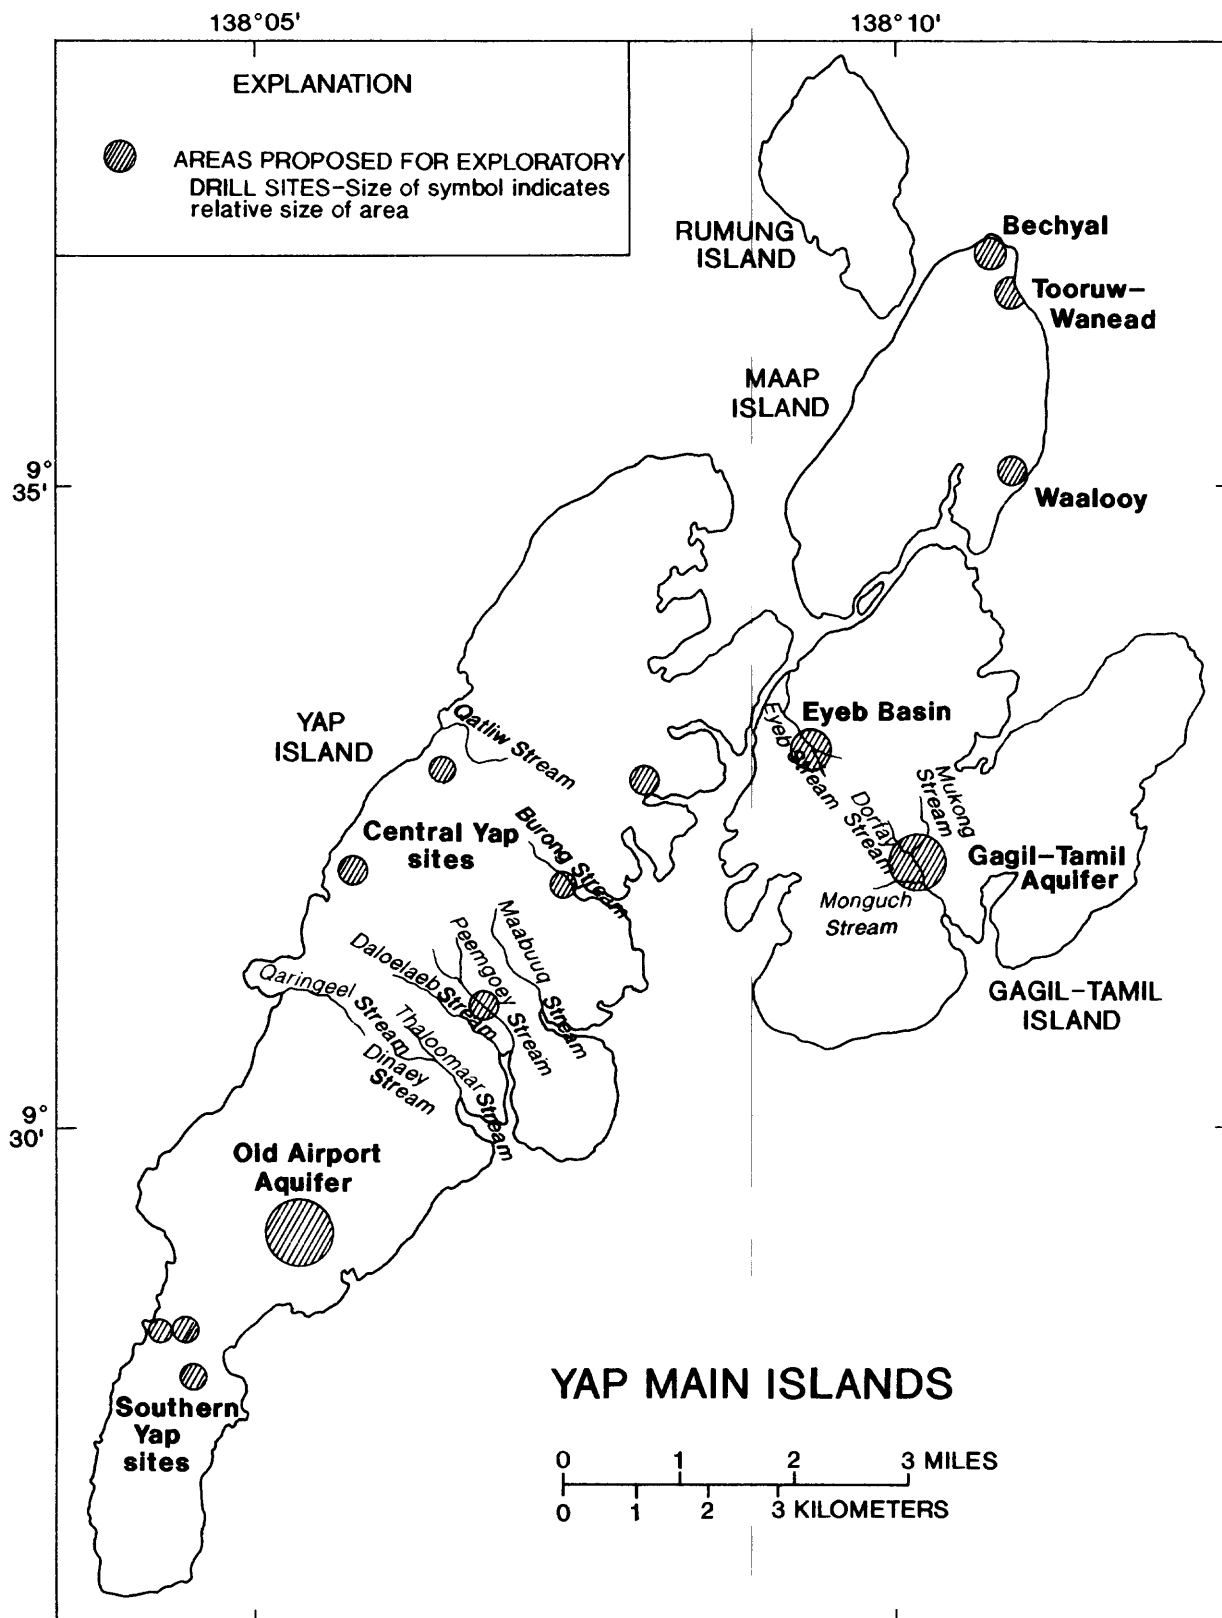 138°05'
138°10'
EXPLANATION
AREAS PROPOSED FOR EXPLORATORY
DRILL SITES–Size of symbol indicates
relative size of area
RUMUNG
ISLAND
Bechyal
Tooruw–
Wanead
MAAP
ISLAND
9°
35'
Waalooy
YAP
ISLAND
Qatliw Stream
Eyeb Basin
Eyeb Stream
Mukong
Stream
Dorfay
Stream
Central Yap
sites
Burong Stream
Gagil–Tamil
Aquifer
Monguch
Stream
Maabuuq Stream
Peemgoey Stream
Daloelaeb Stream
Qaringeel Stream
Thaloomaar Stream
Dinaey
Stream
GAGIL–TAMIL
ISLAND
9°
30'
Old Airport
Aquifer
Southern
Yap
sites
YAP MAIN ISLANDS
0 1 2 3 MILES
0 1 2 3 KILOMETERS